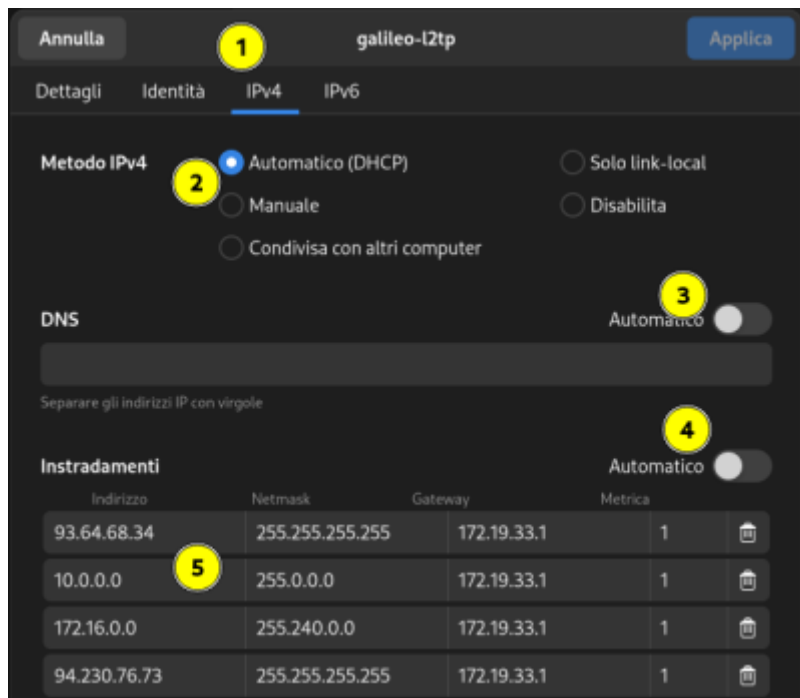 Annulla 1 galileo-l2tp Applica
Dettagli Identità IPv4 IPv6
Metodo IPv4 Automatico (DHCP) Solo link-local
2 Manuale Disabilita
Condivisa con altri computer
3
DNS Automatico
Separare gli indirizzi IP con virgole
4
Instradamenti Automatico
Indirizzo Netmask Gateway Metrica
93.64.68.34 255.255.255.255 172.19.33.1 1
5
10.0.0.0 255.0.0.0 172.19.33.1 1
172.16.0.0 255.240.0.0 172.19.33.1 1
94.230.76.73 255.255.255.255 172.19.33.1 1